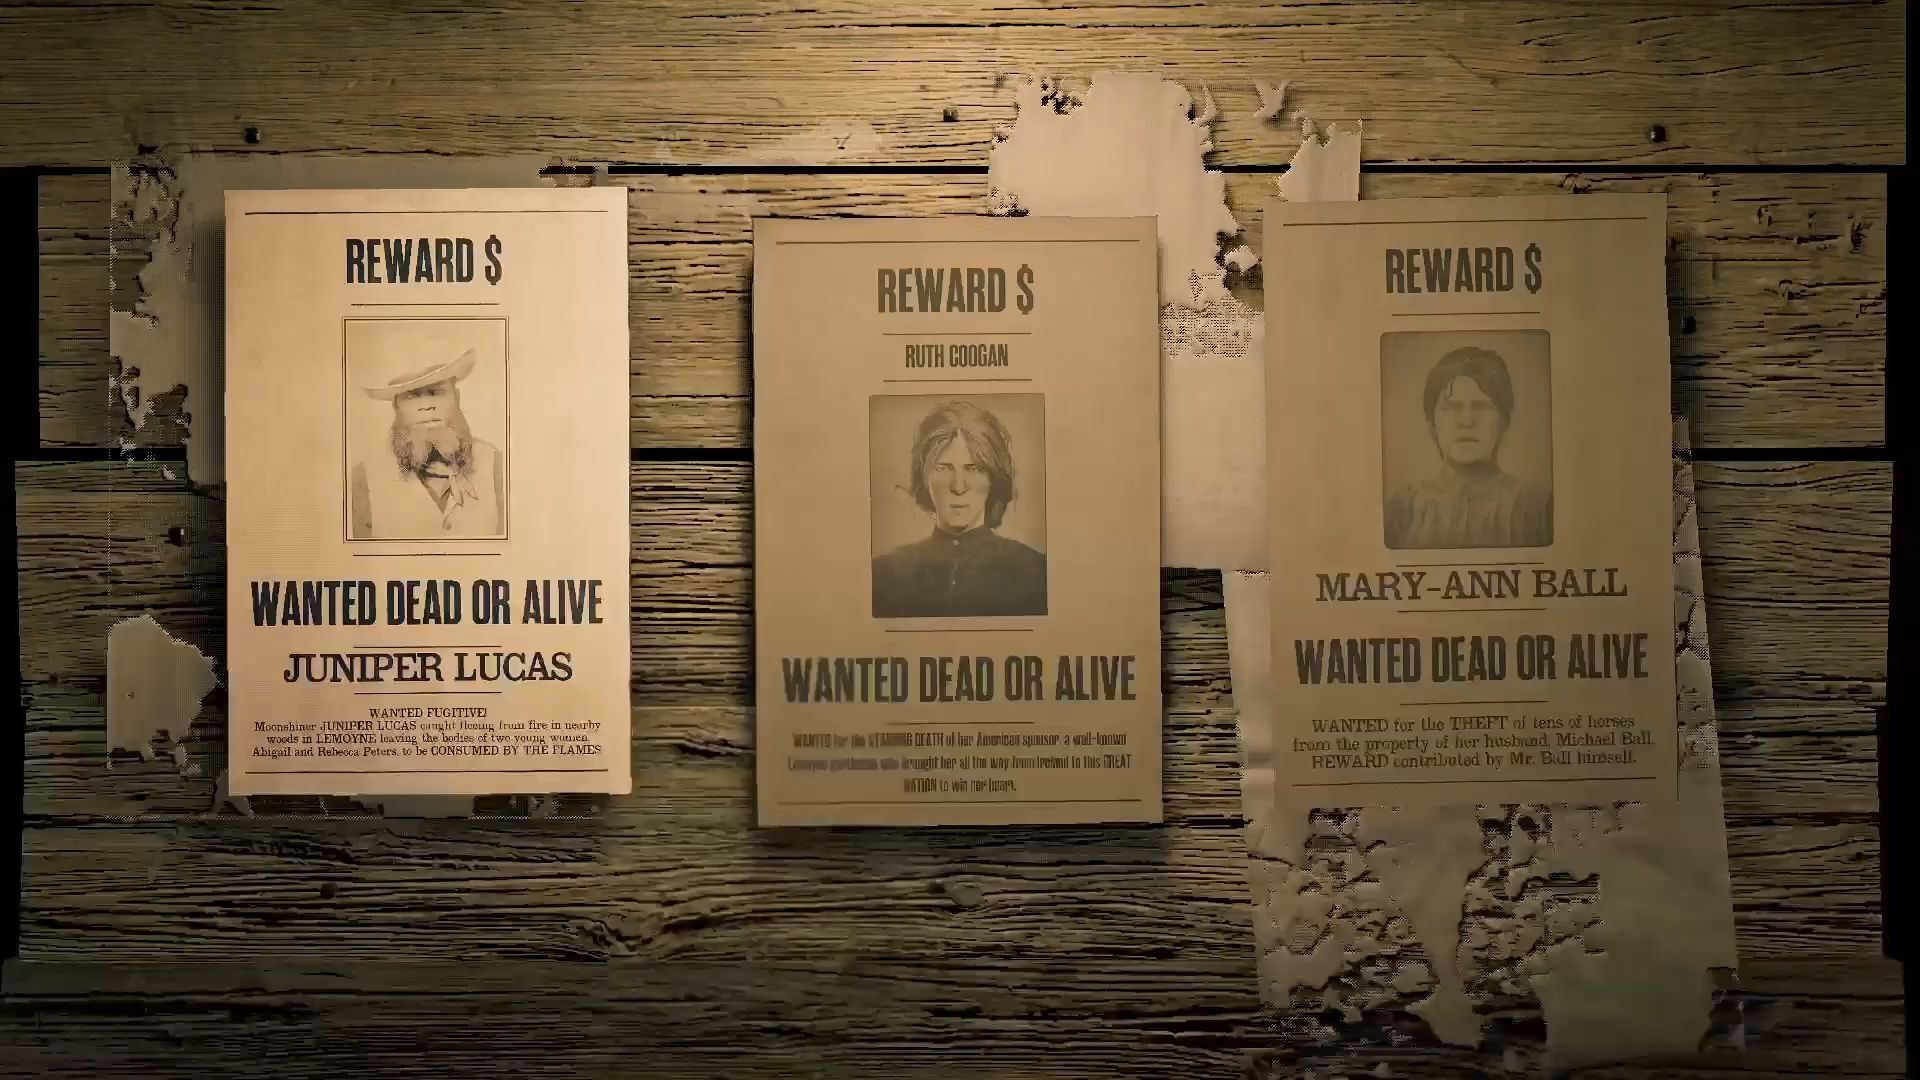 REWARD $
WANTED DEAD OR ALIVE
JUNIPER LUCAS
WANTED FUGITIVE!
Moonshiner JUNIPER LUCAS caught fleeing from fire in nearby
woods in LEMOYNE leaving the bodies of two young women,
Abigail and Rebecca Peters, to be CONSUMED BY THE FLAMES
REWARD $
RUTH COOGAN
WANTED DEAD OR ALIVE
WANTED for the STABBING DEATH of her American sponsor, a well-known
Lemoyne gentleman who brought her all the way from Ireland to this GREAT
NATION to win her heart.
REWARD $
MARY-ANN BALL
WANTED DEAD OR ALIVE
WANTED for the THEFT of tens of horses
from the property of her husband, Michael Ball.
REWARD contributed by Mr. Ball himself.